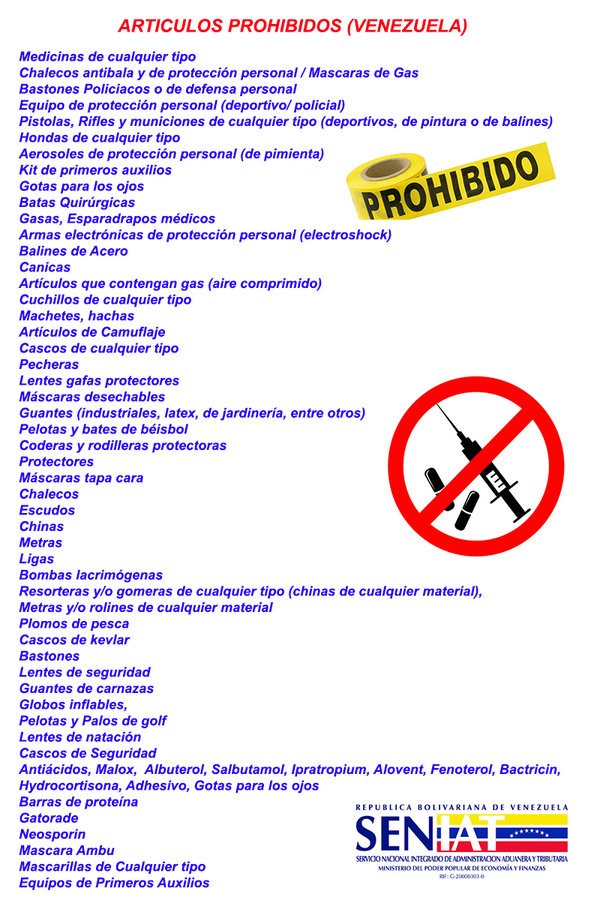 ARTICULOS PROHIBIDOS (VENEZUELA)
Medicinas de cualquier tipo
Chalecos antibala y de protección personal / Mascaras de Gas
Bastones Policiacos o de defensa personal
Equipo de protección personal (deportivo/ policial)
Pistolas, Rifles y municiones de cualquier tipo (deportivos, de pintura o de balines)
Hondas de cualquier tipo
Aerosoles de protección personal (de pimienta)
Kit de primeros auxilios
Gotas para los ojos
Batas Quirúrgicas
Gasas, Esparadrapos médicos
Armas electrónicas de protección personal (electroshock)
Balines de Acero
Canicas
Artículos que contengan gas (aire comprimido)
Cuchillos de cualquier tipo
Machetes, hachas
Artículos de Camuflaje
Cascos de cualquier tipo
Pecheras
Lentes gafas protectores
Máscaras desechables
Guantes (industriales, latex, de jardinería, entre otros)
Pelotas y bates de béisbol
Coderas y rodilleras protectoras
Protectores
Máscaras tapa cara
Chalecos
Escudos
Chinas
Metras
Ligas
Bombas lacrimógenas
Resorteras y/o gomeras de cualquier tipo (chinas de cualquier material),
Metras y/o rolines de cualquier material
Plomos de pesca
Cascos de kevlar
Bastones
Lentes de seguridad
Guantes de carnazas
Globos inflables,
Pelotas y Palos de golf
Lentes de natación
Cascos de Seguridad
Antiácidos, Malox, Albuterol, Salbutamol, Ipratropium, Alovent, Fenoterol, Bactricin,
Hydrocortisona, Adhesivo, Gotas para los ojos
Barras de proteína
Gatorade
Neosporin
Mascara Ambu
Mascarillas de Cualquier tipo
Equipos de Primeros Auxilios
PROHIBIDO
REPUBLICA BOLIVARIANA DE VENEZUELA
SENIAT
SERVICIO NACIONAL INTEGRADO DE ADMINISTRACION ADUANERA Y TRIBUTARIA
MINISTERIO DEL PODER POPULAR DE ECONOMÍA Y FINANZAS
RIF: G-20000303-0